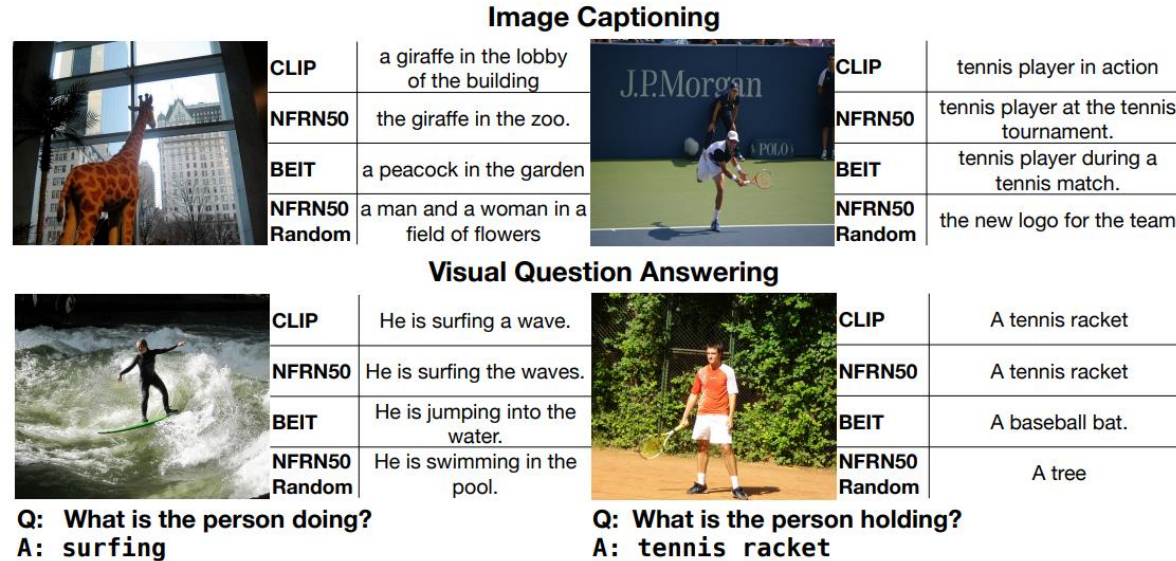 Image Captioning
CLIP
a giraffe in the lobby
of the building
NFRN50
the giraffe in the zoo.
BEIT
a peacock in the garden
NFRN50
Random
a man and a woman in a
field of flowers
J.P.Morgan
POLO
CLIP
tennis player in action
NFRN50
tennis player at the tennis
tournament.
BEIT
tennis player during a
tennis match.
NFRN50
Random
the new logo for the team
Visual Question Answering
CLIP
He is surfing a wave.
NFRN50
He is surfing the waves.
BEIT
He is jumping into the
water.
NFRN50
Random
He is swimming in the
pool.
Q: What is the person doing?
A: surfing
CLIP
A tennis racket
NFRN50
A tennis racket
BEIT
A baseball bat.
NFRN50
Random
A tree
Q: What is the person holding?
A: tennis racket